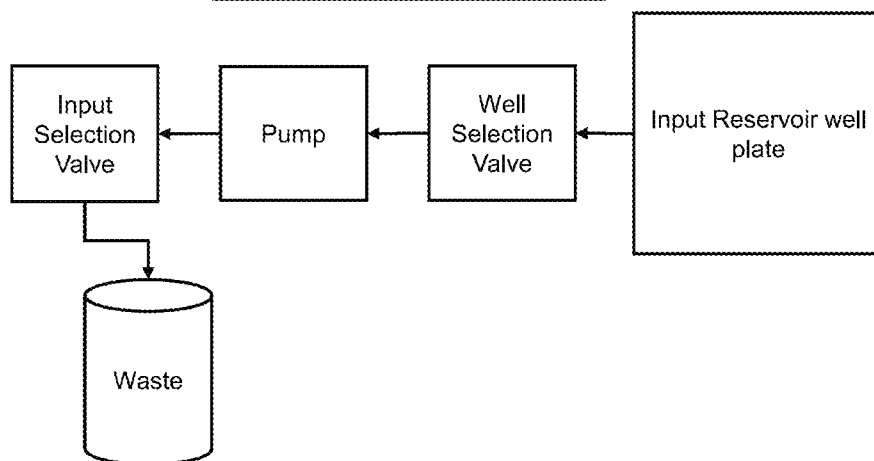 Input
Selection
Valve
Pump
Well
Selection
Valve
Input Reservoir well
plate
Waste